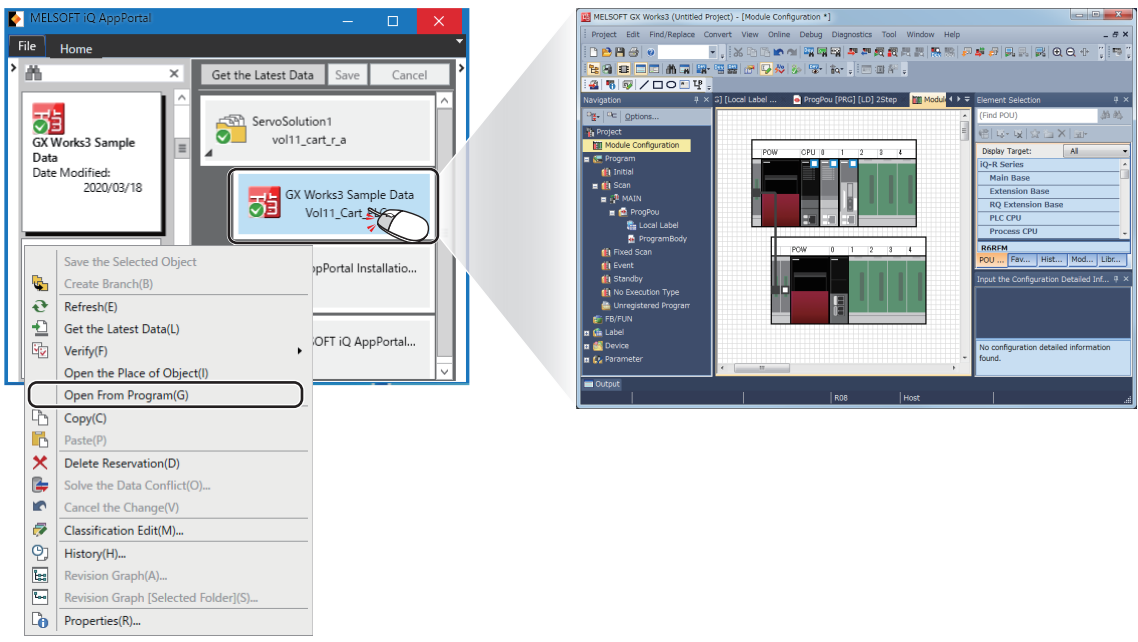 MELSOFT iQ AppPortal
File
Home
Get the Latest Data
Save
Cancel
GX Works3 Sample
Data
Date Modified:
2020/03/18
ServoSolution1
vol11_cart_r_a
GX Works3 Sample Data
Vol11_Cart_
Portal Installatio...
OFT iQ AppPortal...
Save the Selected Object
Create Branch(B)
Refresh(E)
Get the Latest Data(L)
Verify(F)
Open the Place of Object(I)
Open From Program(G)
Copy(C)
Paste(P)
Delete Reservation(D)
Solve the Data Conflict(O)...
Cancel the Change(V)
Classification Edit(M)...
History(H)...
Revision Graph(A)...
Revision Graph [Selected Folder](S)...
Properties(R)...
MELSOFT GX Works3 (Untitled Project) - [Module Configuration *]
Project Edit Find/Replace Convert View Online Debug Diagnostics Tool Window Help
Navigation
Options...
Project
Module Configuration
Program
Initial
Scan
MAIN
ProgPou
Local Label
ProgramBody
Fixed Scan
Event
Standby
No Execution Type
Unregistered Program
FB/FUN
Label
Device
Parameter
G] [Local Label ...
ProgPou [PRG] [LD] 2Step
Modul
POW CPU 0 1 2 3 4
POW 0 1 2 3 4
Element Selection
(Find POU)
Display Target:
All
iQ-R Series
Main Base
Extension Base
RQ Extension Base
PLC CPU
Process CPU
R6RFM
POU ...
Fav...
Hist...
Mod...
Libr...
Input the Configuration Detailed Inf...
No configuration detailed information
found.
Output
R08
Host